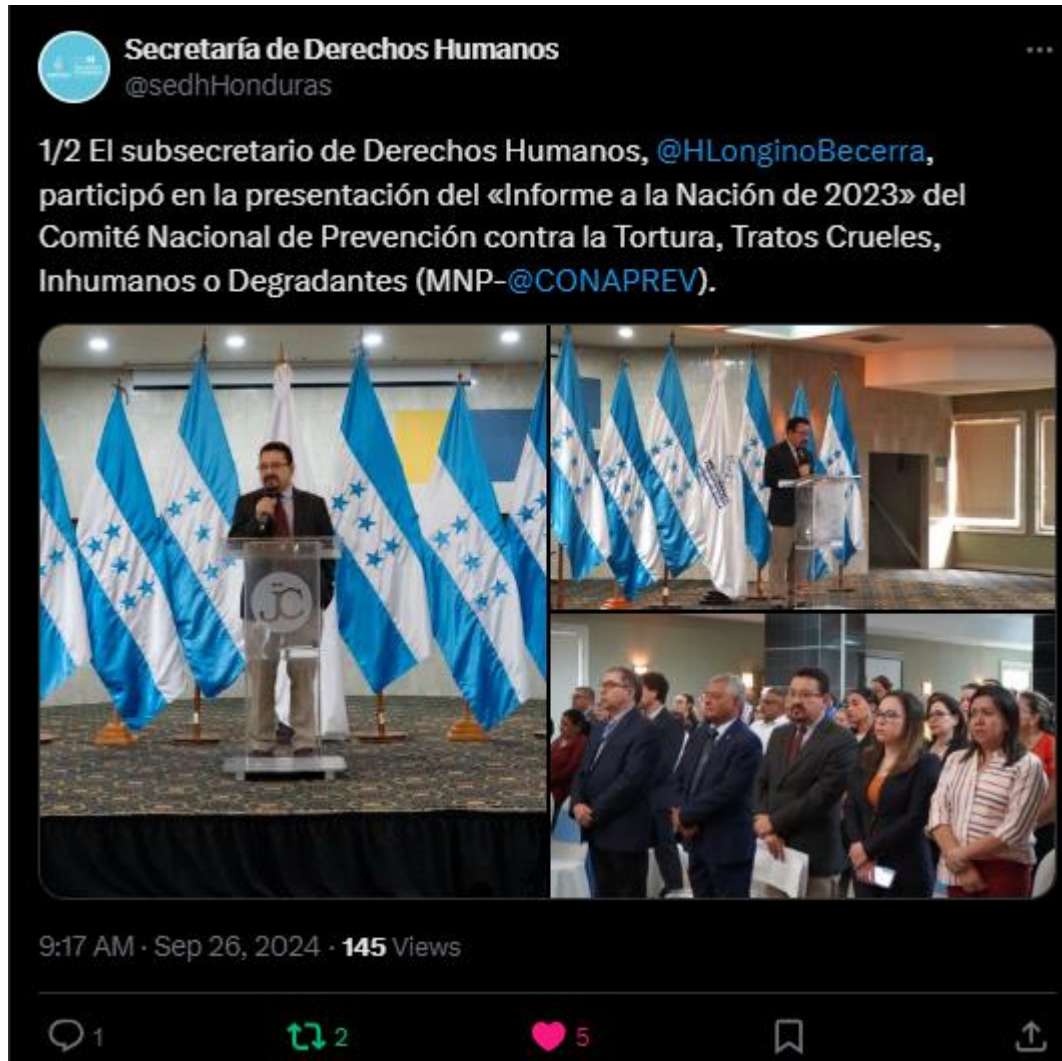 Secretaría de Derechos Humanos
@sedhHonduras
1/2 El subsecretario de Derechos Humanos, @HLonginoBecerra,
participó en la presentación del «Informe a la Nación de 2023» del
Comité Nacional de Prevención contra la Tortura, Tratos Crueles,
Inhumanos o Degradantes (MNP-@CONAPREV).
JC
9:17 AM · Sep 26, 2024 · 145 Views
1
2
5